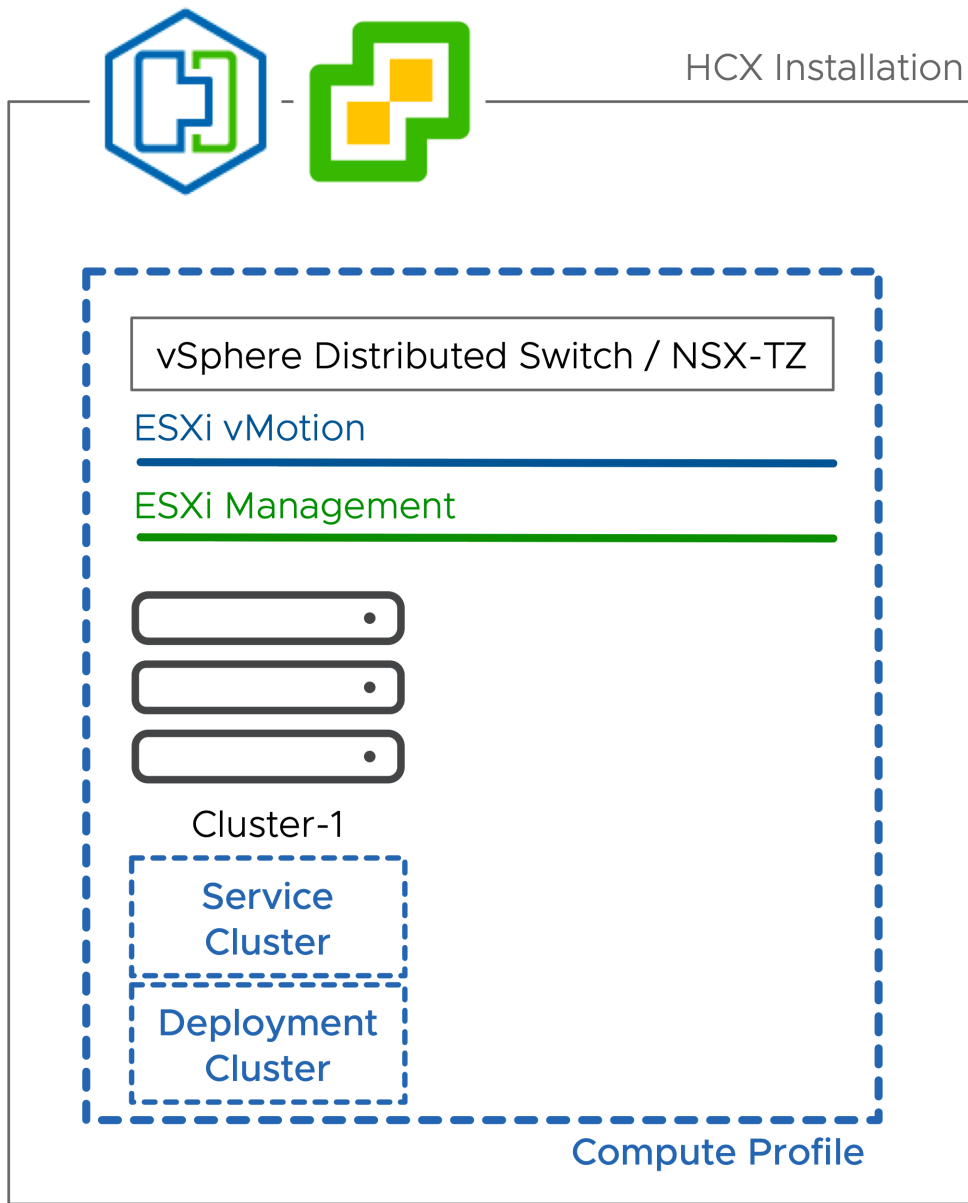 HCX Installation
vSphere Distributed Switch / NSX-TZ
ESXi vMotion
ESXi Management
Cluster-1
Service
Cluster
Deployment
Cluster
Compute Profile